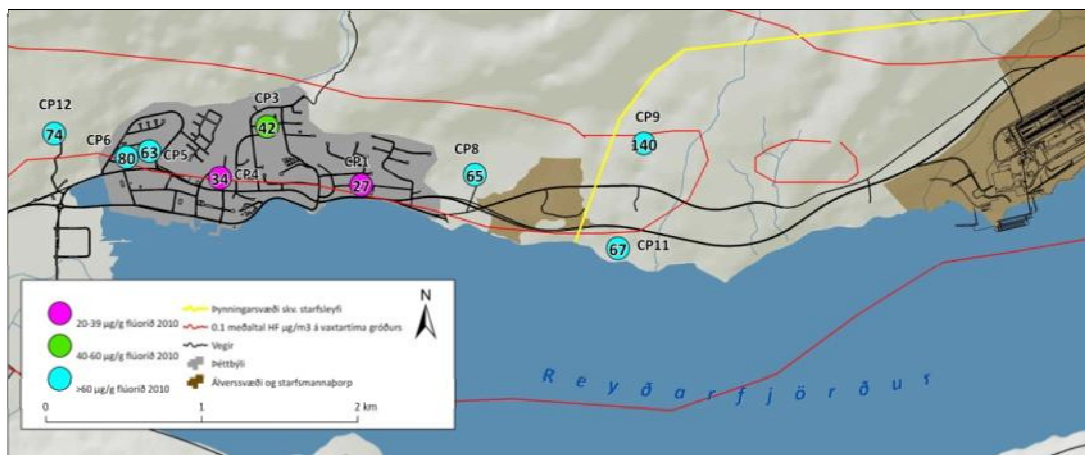 CP3
CP12
42
CP9
74
CP6
140
80
63
CP5
CP8
34
CP4
CP1
27
65
67
CP11
N
20-39 µg/g flúoríð 2010
40-60 µg/g flúoríð 2010
>60 µg/g flúoríð 2010
Þynningarsvæði skv. starfsleyfi
0.1 meðaltal HF µg/m3 á vaxtartíma gróðurs
Vegir
Þéttbýli
Álverssvæði og starfsmannaþorp
0 1 2 km
Reyðarfjörður